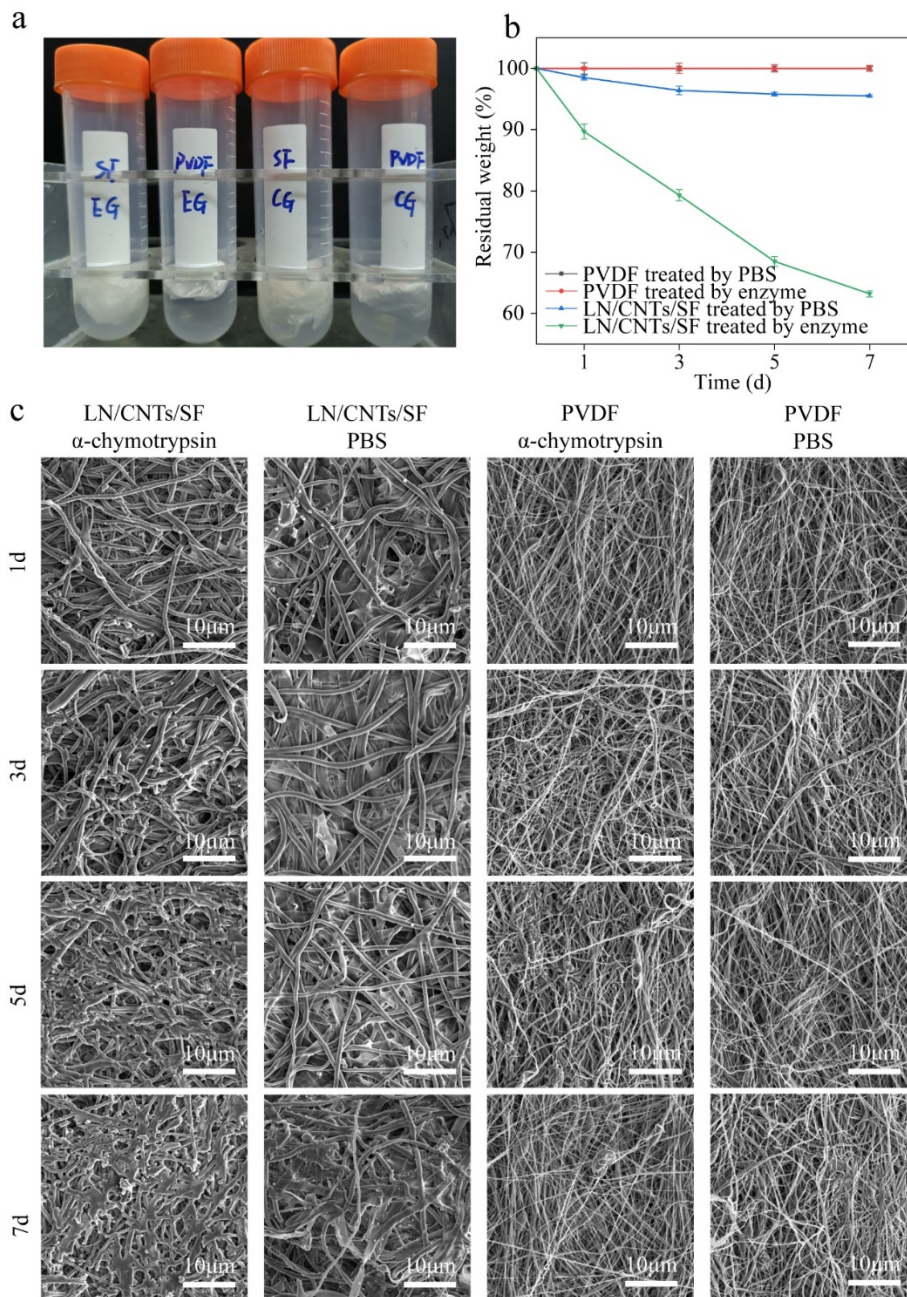 a
SF
EG
PVDF
EG
SF
CG
PVDF
CG
b
Residual weight (%)
100
90
80
70
60
PVDF treated by PBS
PVDF treated by enzyme
LN/CNTs/SF treated by PBS
LN/CNTs/SF treated by enzyme
1
3
5
7
Time (d)
c
LN/CNTs/SF
α-chymotrypsin
LN/CNTs/SF
PBS
PVDF
α-chymotrypsin
PVDF
PBS
1d
10μm
10μm
10μm
10μm
3d
10μm
10μm
10μm
10μm
5d
10μm
10μm
10μm
10μm
7d
10μm
10μm
10μm
10μm